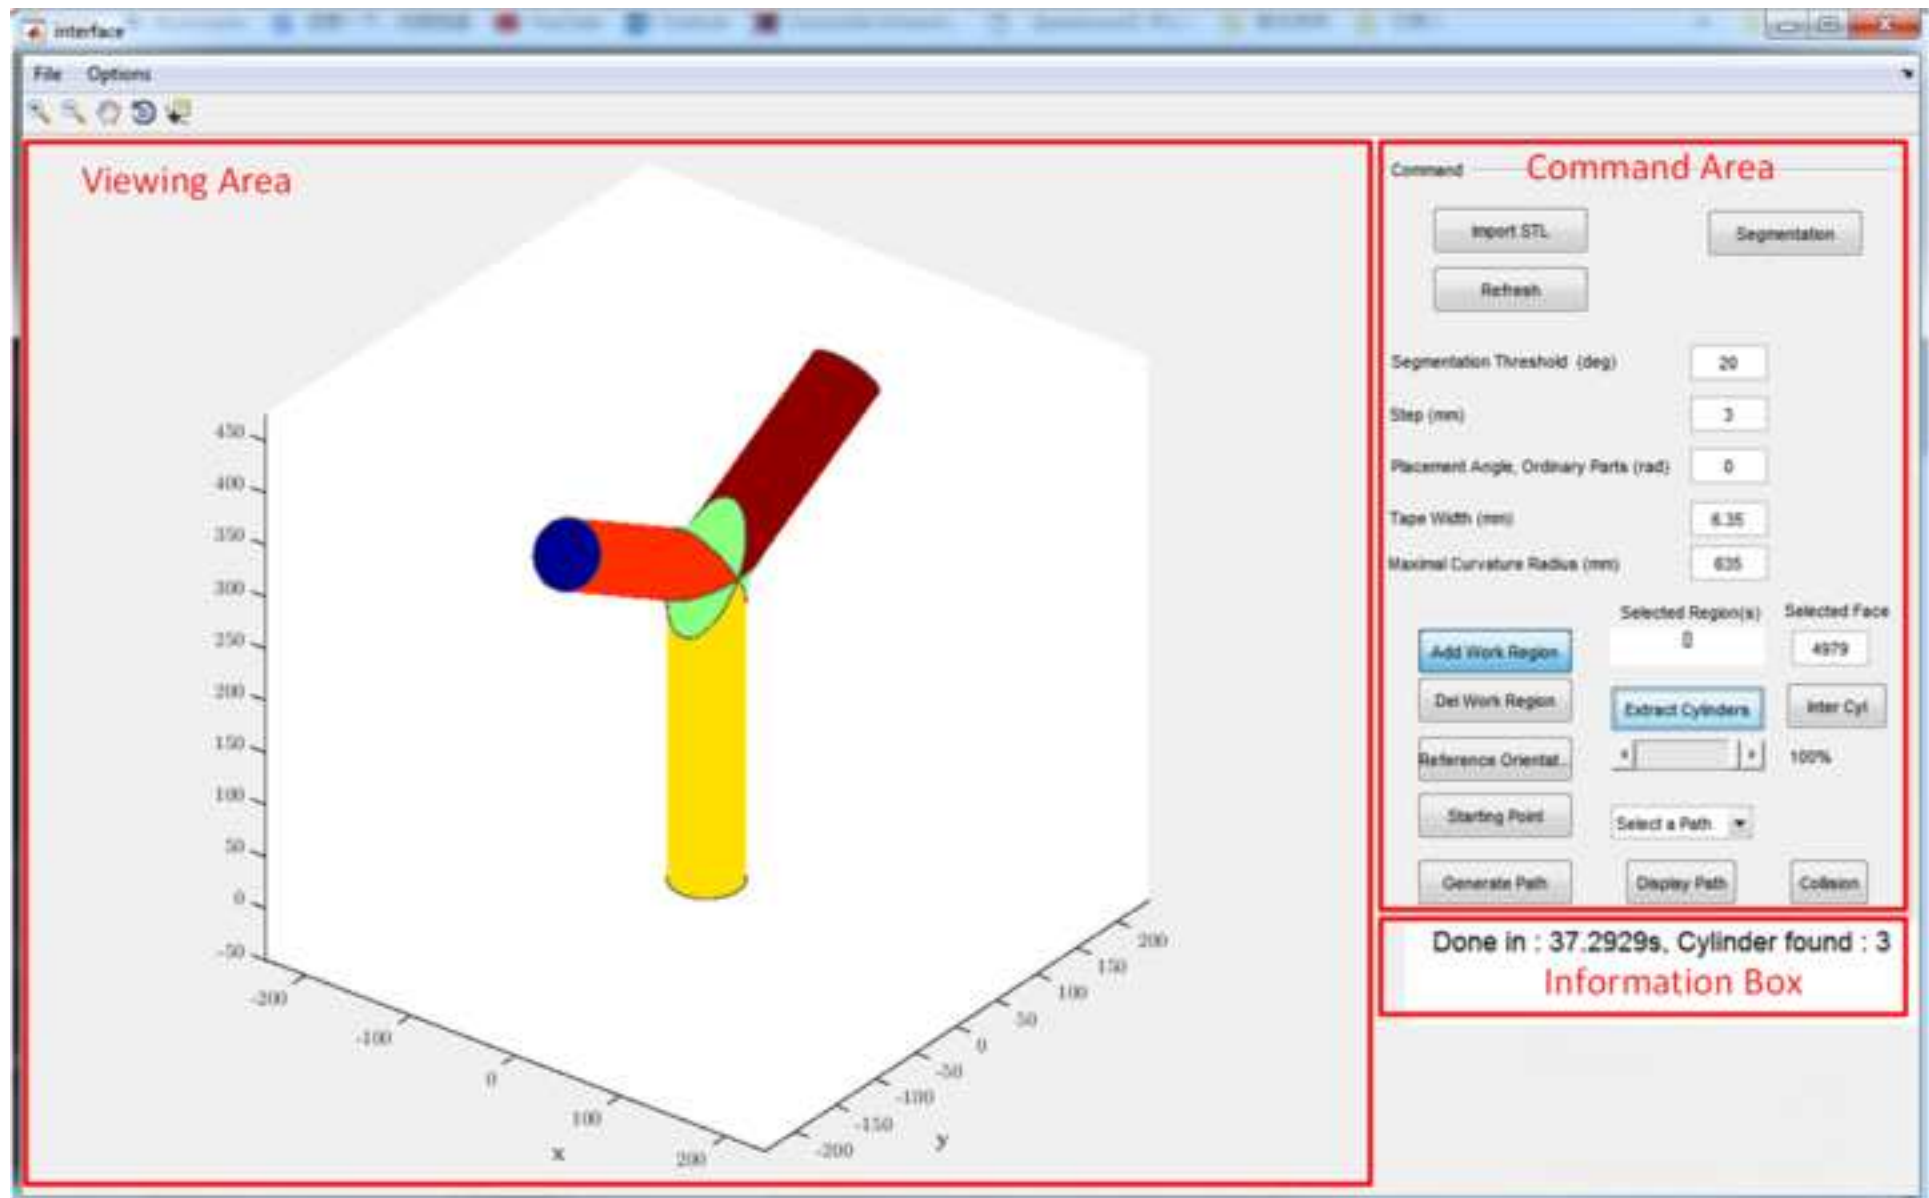 interface
File Options
Viewing Area
450
400
350
300
250
200
150
100
50
0
-50
-200
-100
0
100
200
x
-200
-150
-100
-50
0
50
100
150
200
y
Command
Command Area
Import STL
Segmentation
Refresh
Segmentation Threshold (deg) 20
Step (mm) 3
Placement Angle, Ordinary Parts (rad) 0
Tape Width (mm) 6.35
Maximal Curvature Radius (mm) 635
Selected Region(s) Selected Face
Add Work Region 0 4979
Del Work Region Extract Cylinders Inter Cyl
Reference Orientat... 100%
Starting Point Select a Path
Generate Path Display Path Collision
Done in : 37.2929s, Cylinder found : 3
Information Box